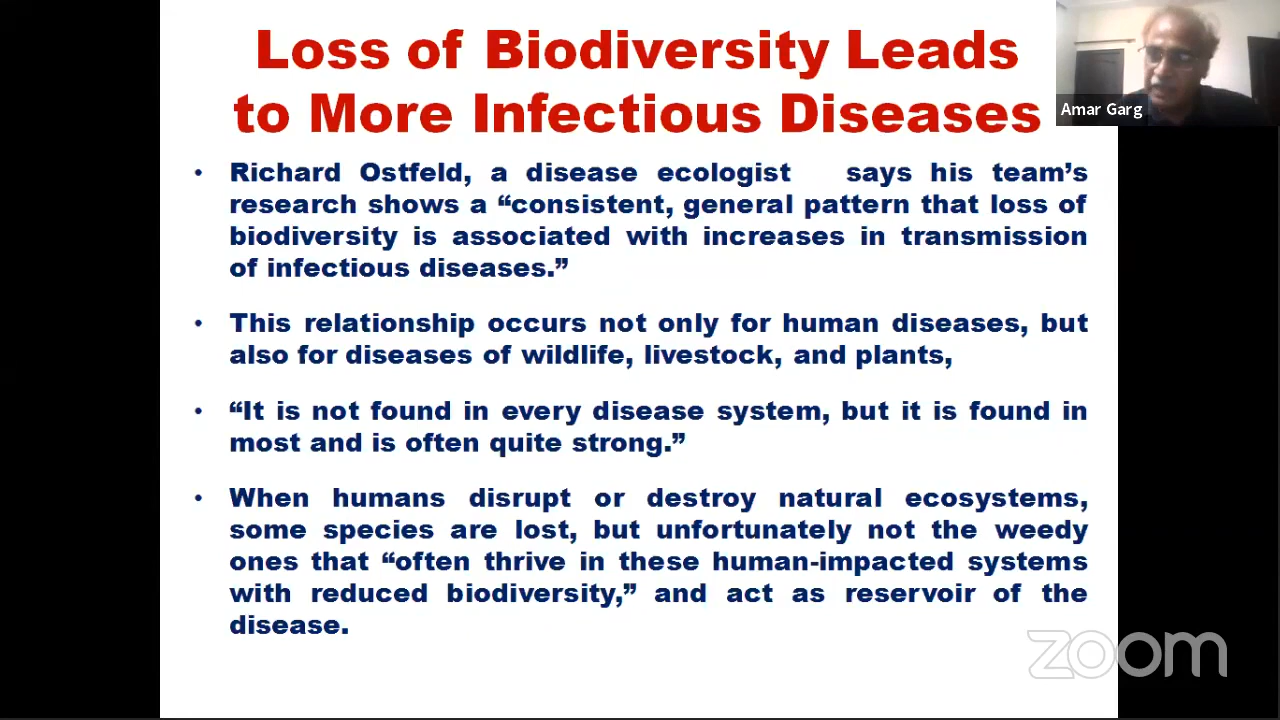 Loss of Biodiversity Leads
to More Infectious Diseases
Amar Garg
• Richard Ostfeld, a disease ecologist says his team’s
research shows a “consistent, general pattern that loss of
biodiversity is associated with increases in transmission
of infectious diseases.”
• This relationship occurs not only for human diseases, but
also for diseases of wildlife, livestock, and plants,
• “It is not found in every disease system, but it is found in
most and is often quite strong.”
• When humans disrupt or destroy natural ecosystems,
some species are lost, but unfortunately not the weedy
ones that “often thrive in these human-impacted systems
with reduced biodiversity,” and act as reservoir of the
disease.
zoom